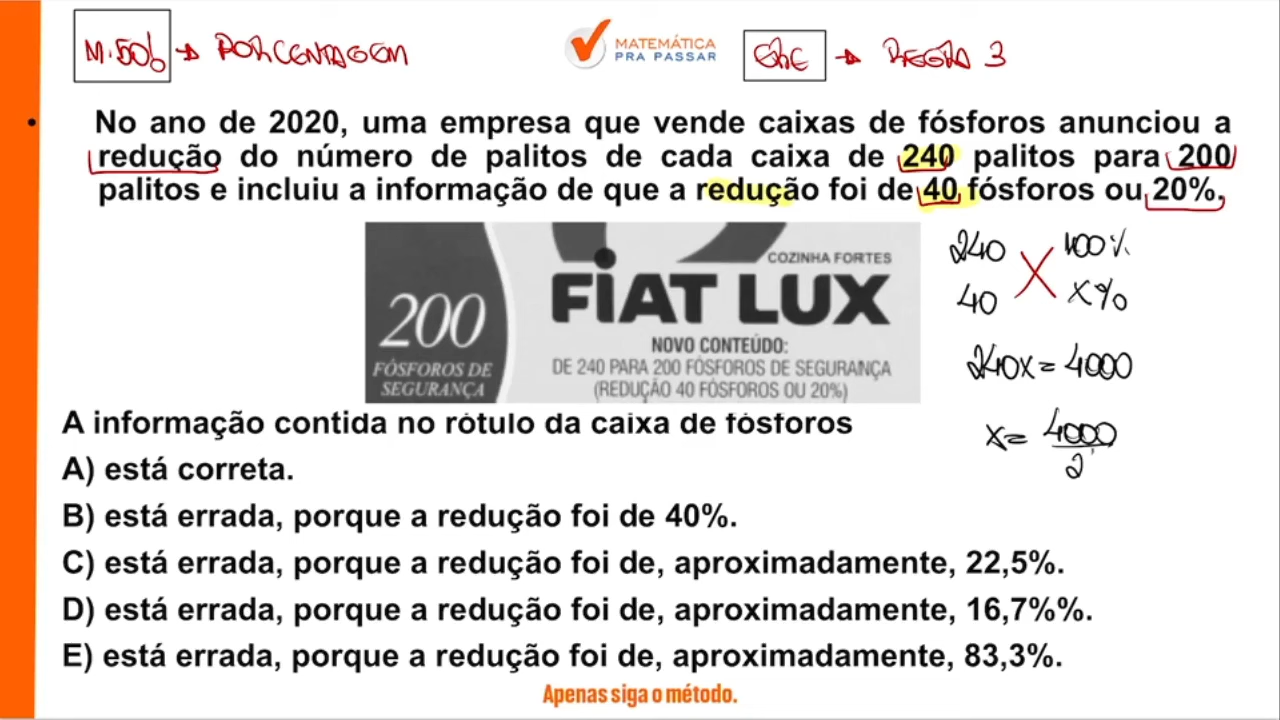 M.50% → PORCENTAGEM
MATEMÁTICA
PRA PASSAR
→ REGRA 3
• No ano de 2020, uma empresa que vende caixas de fósforos anunciou a
redução do número de palitos de cada caixa de 240 palitos para 200
palitos e incluiu a informação de que a redução foi de 40 fósforos ou 20%.
200
FÓSFOROS DE
SEGURANÇA
COZINHA FORTES
FIAT LUX
NOVO CONTEÚDO:
DE 240 PARA 200 FÓSFOROS DE SEGURANÇA
(REDUÇÃO 40 FÓSFOROS OU 20%)
240 100%
40 X%
240X = 4000
X = 4000
2
A informação contida no rótulo da caixa de fósforos
A) está correta.
B) está errada, porque a redução foi de 40%.
C) está errada, porque a redução foi de, aproximadamente, 22,5%.
D) está errada, porque a redução foi de, aproximadamente, 16,7%%.
E) está errada, porque a redução foi de, aproximadamente, 83,3%.
Apenas siga o método.